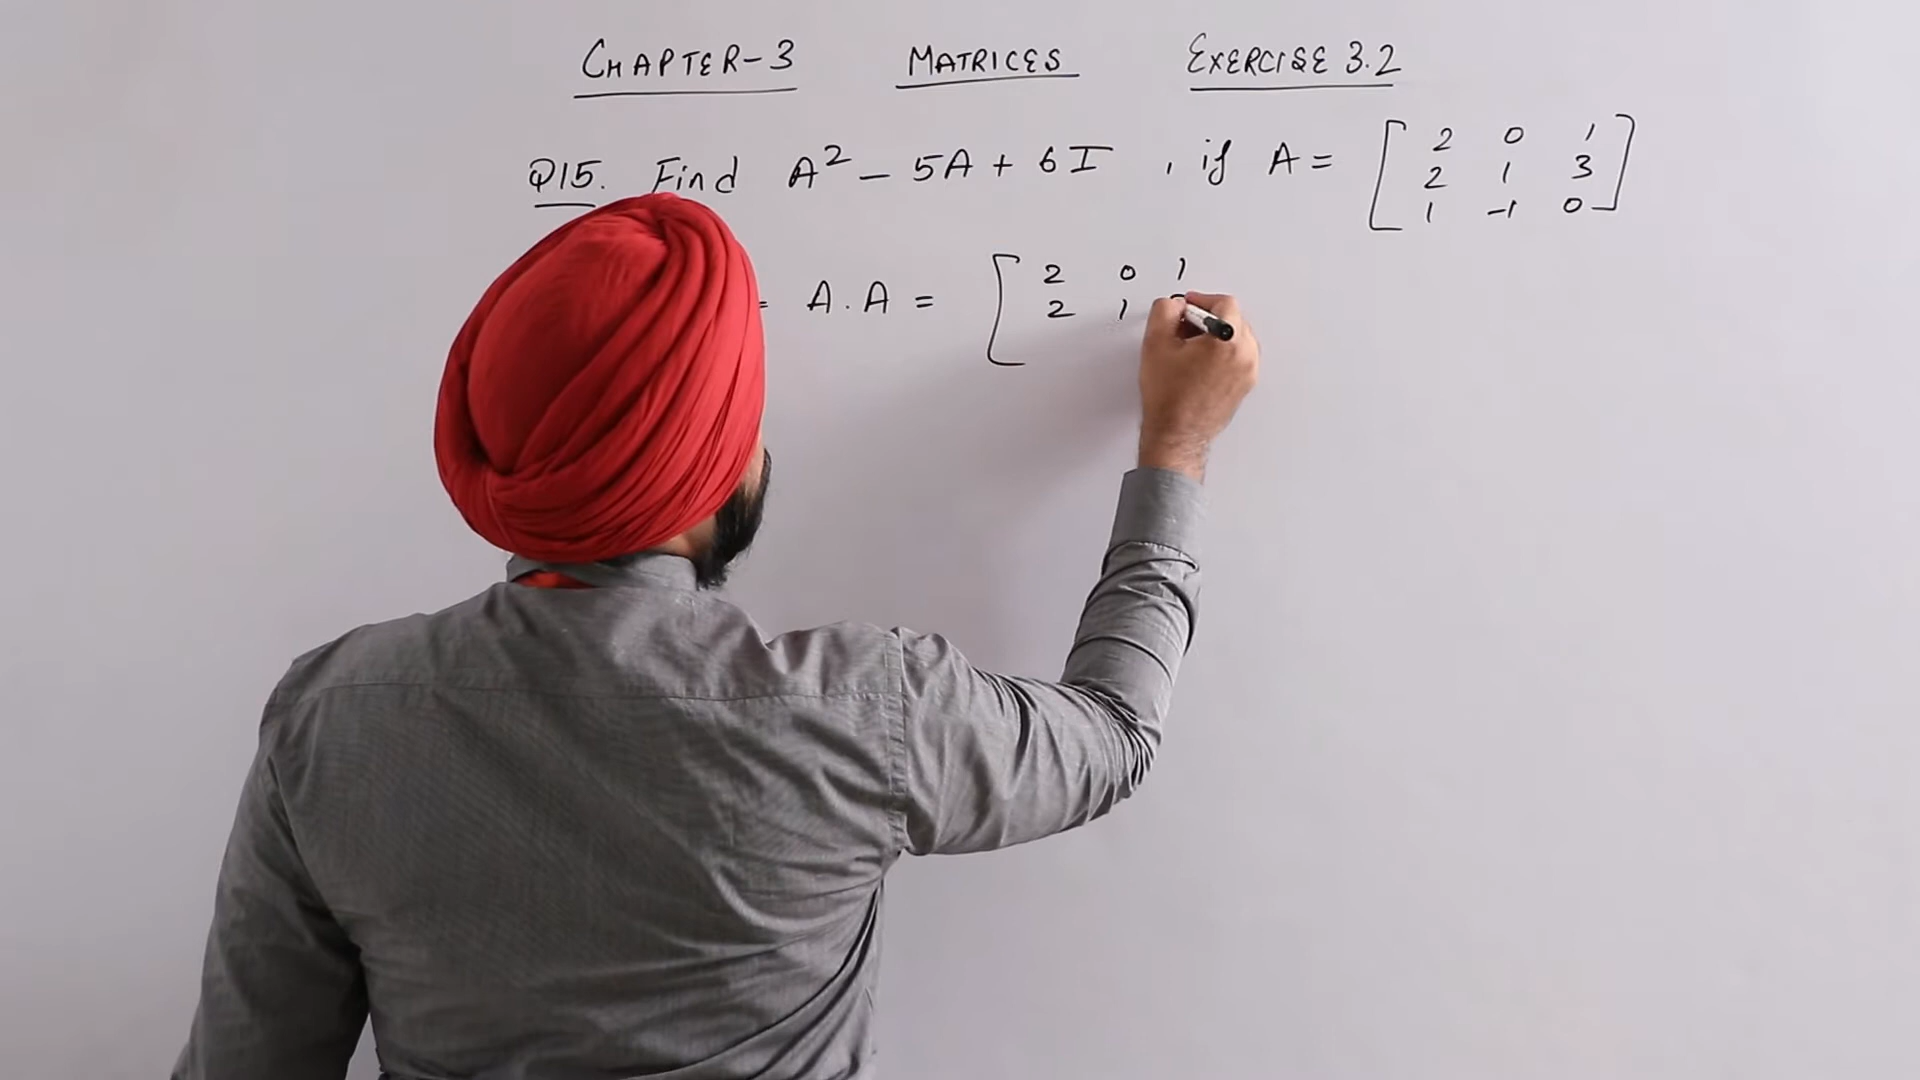 CHAPTER-3 MATRICES EXERCISE 3.2
Q15. Find A² - 5A + 6I , if A = [ 2 0 1
2 1 3
1 -1 0 ]
= A.A = [ 2 0 1
2 1